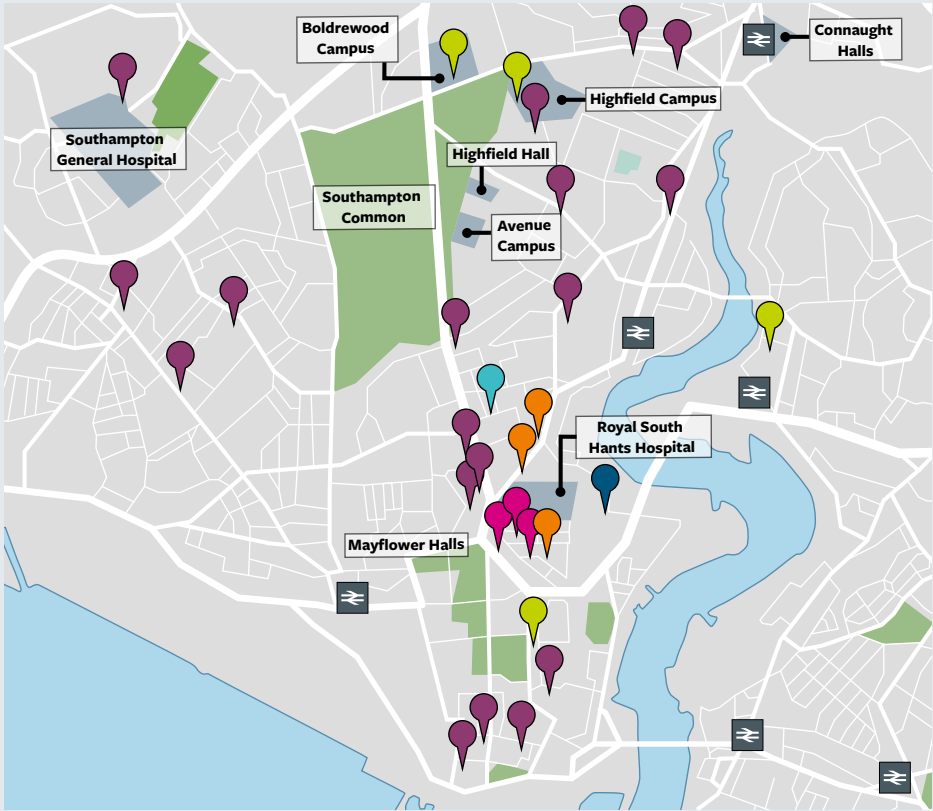 Boldrewood
Campus
Connaught
Halls
Highfield Campus
Southampton
General Hospital
Highfield Hall
Southampton
Common
Avenue
Campus
Royal South
Hants Hospital
Mayflower Halls